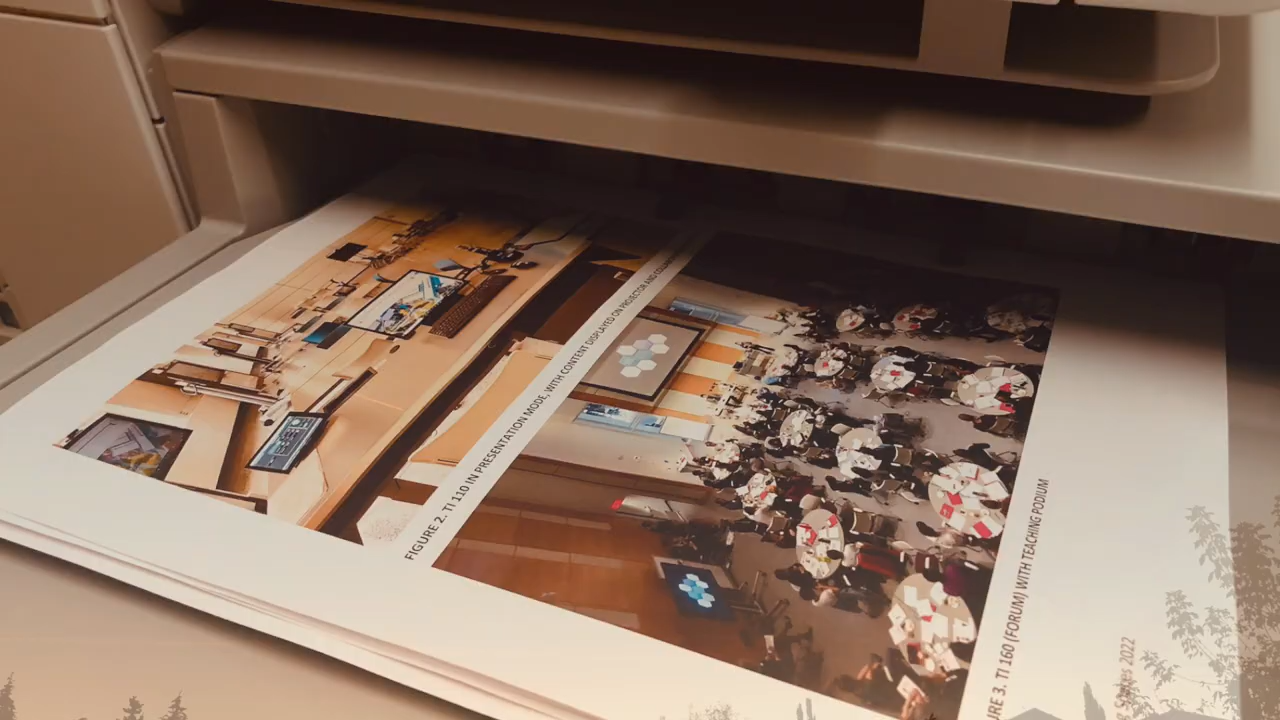 FIGURE 2. TI 110 IN PRESENTATION MODE, WITH CONTENT DISPLAYED ON PROJECTOR AND
URE 3. TI 160 (FORUM) WITH TEACHING PODIUM
2022